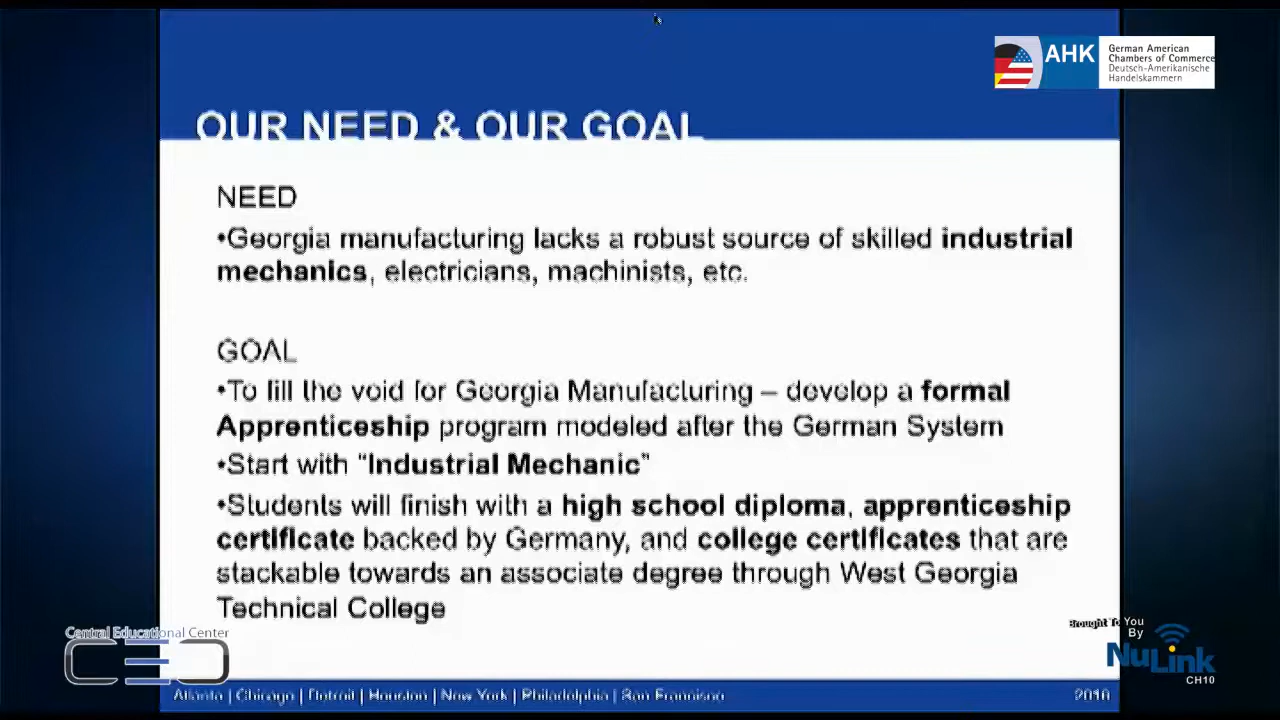 AHK
German American
Chambers of Commerce
Deutsch-Amerikanische
Handelskammern
OUR NEED & OUR GOAL
NEED
•Georgia manufacturing lacks a robust source of skilled industrial
mechanics, electricians, machinists, etc.
GOAL
•To fill the void for Georgia Manufacturing – develop a formal
Apprenticeship program modeled after the German System
•Start with “Industrial Mechanic”
•Students will finish with a high school diploma, apprenticeship
certificate backed by Germany, and college certificates that are
stackable towards an associate degree through West Georgia
Technical College
Central Educational Center
CEC
Brought To You
By
NuLink
CH10
Atlanta | Chicago | Detroit | Houston | New York | Philadelphia | San Francisco